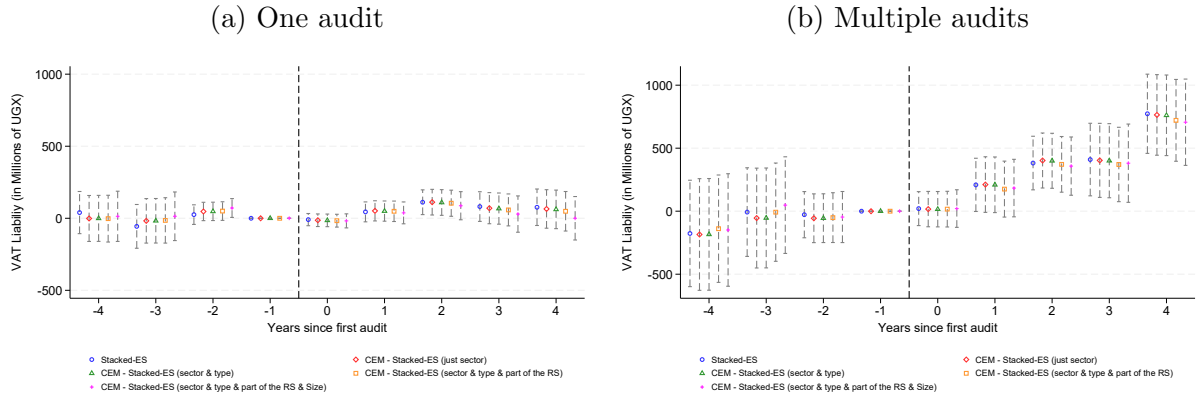 (a) One audit
(b) Multiple audits
VAT Liability (in Millions of UGX)
1000
500
0
-500
-4 -3 -2 -1 0 1 2 3 4
Years since first audit
Stacked-ES
CEM - Stacked-ES (just sector)
CEM - Stacked-ES (sector & type)
CEM - Stacked-ES (sector & type & part of the RS)
CEM - Stacked-ES (sector & type & part of the RS & Size)
VAT Liability (in Millions of UGX)
1000
500
0
-500
-4 -3 -2 -1 0 1 2 3 4
Years since first audit
Stacked-ES
CEM - Stacked-ES (just sector)
CEM - Stacked-ES (sector & type)
CEM - Stacked-ES (sector & type & part of the RS)
CEM - Stacked-ES (sector & type & part of the RS & Size)